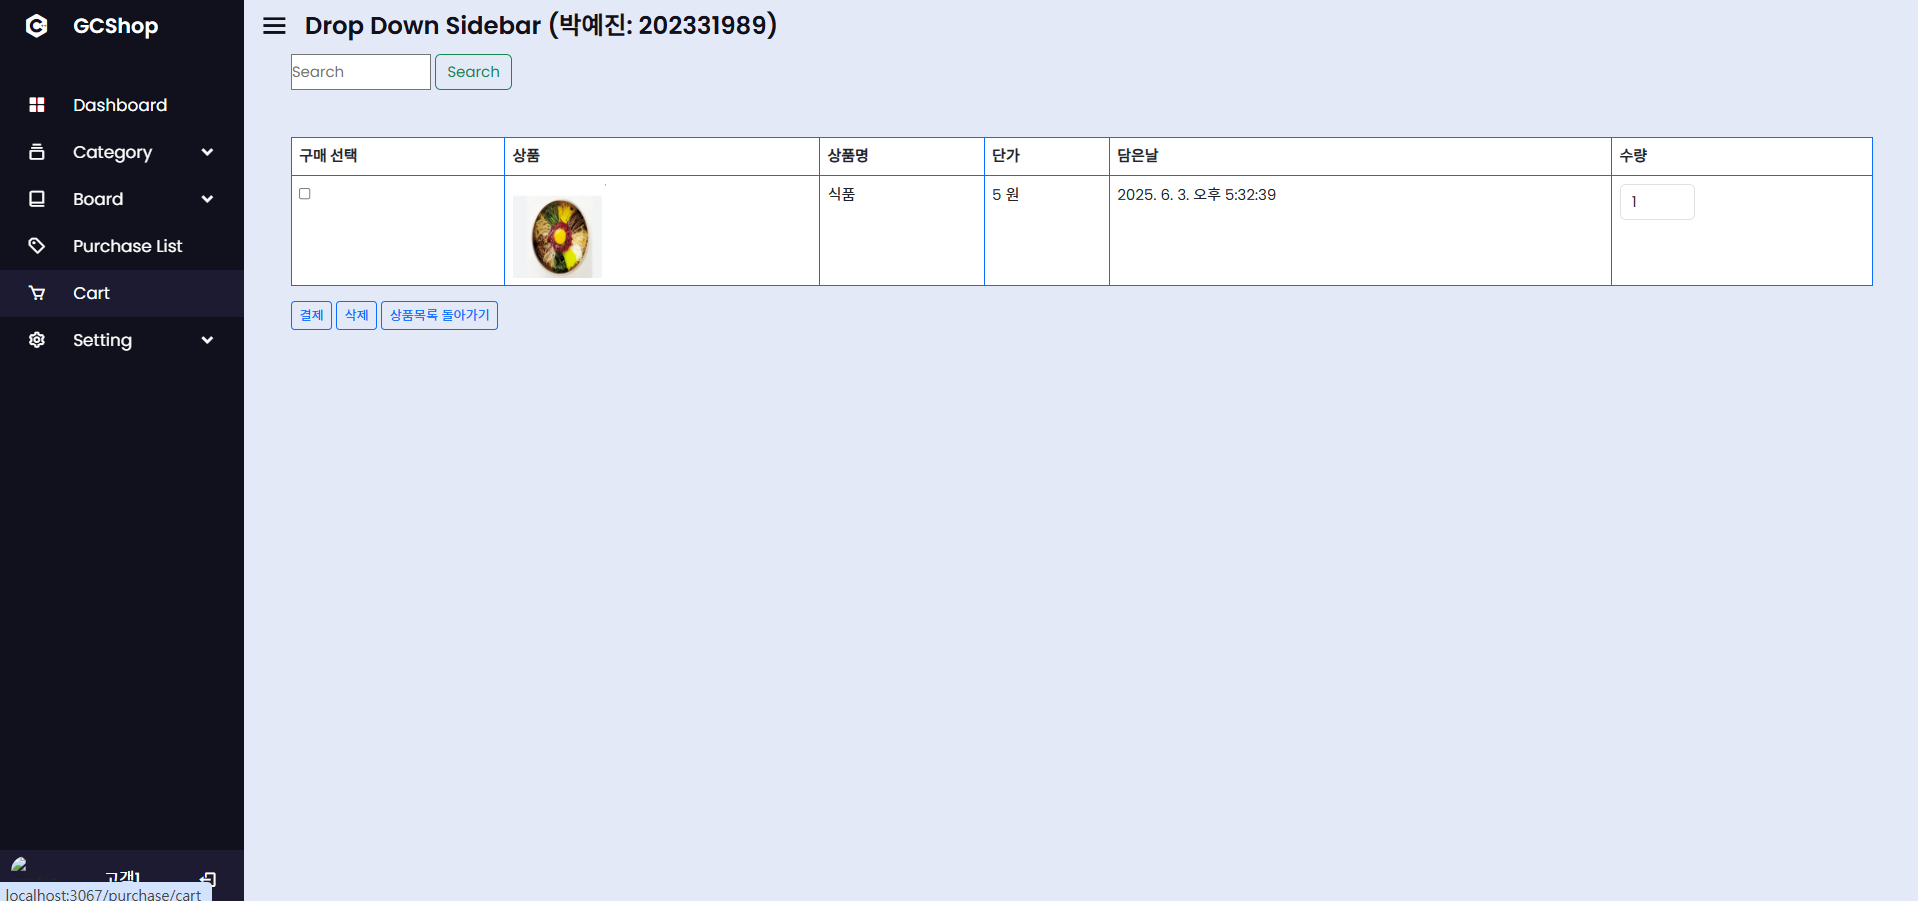 GCShop
Dashboard
Category
Board
Purchase List
Cart
Setting
고객1
localhost:3067/purchase/cart
Drop Down Sidebar (박예진: 202331989)
Search Search
구매 선택 상품 상품명 단가 담은날 수량
식품 5 원 2025. 6. 3. 오후 5:32:39 1
결제 삭제 상품목록 돌아가기